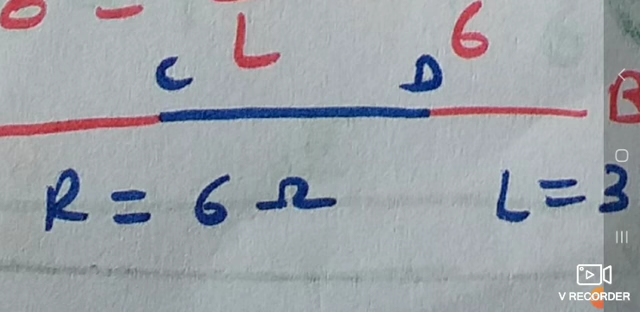 L 6
C D B
R = 6 Ω L = 3
V RECORDER